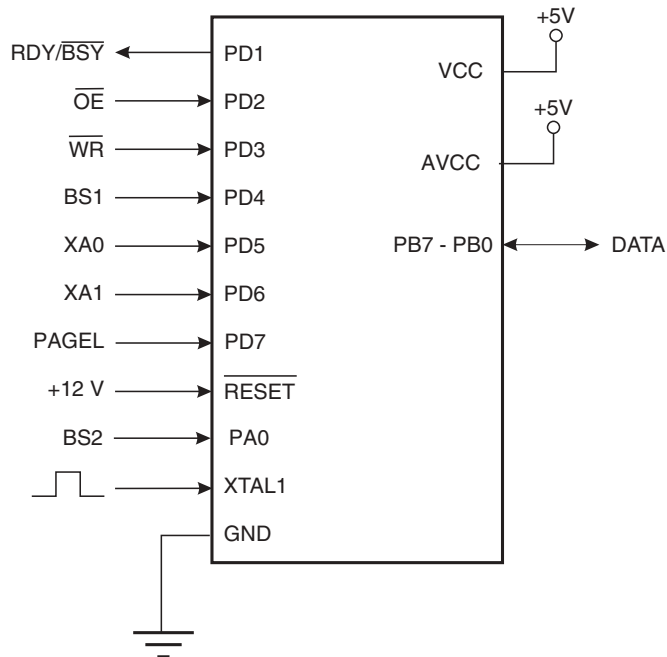 +5V
RDY/BSY PD1
VCC
OE PD2
+5V
WR PD3
AVCC
BS1 PD4
XA0 PD5 PB7 - PB0 DATA
XA1 PD6
PAGEL PD7
+12 V RESET
BS2 PA0
XTAL1
GND